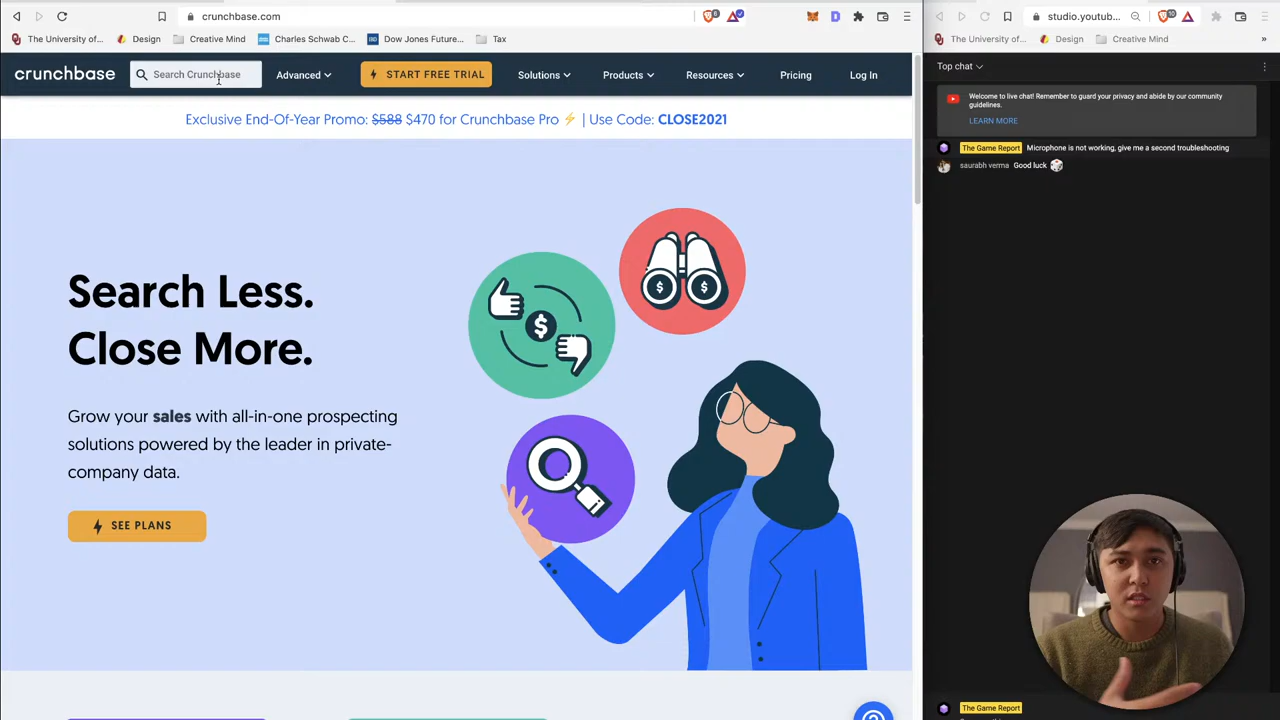 crunchbase.com
The University of...
Design
Creative Mind
Charles Schwab C...
Dow Jones Future...
Tax
crunchbase
Search Crunchbase
Advanced
START FREE TRIAL
Solutions
Products
Resources
Pricing
Log In
Exclusive End-Of-Year Promo: $588 $470 for Crunchbase Pro ⚡ | Use Code: CLOSE2021
Search Less.
Close More.
Grow your sales with all-in-one prospecting
solutions powered by the leader in private-
company data.
SEE PLANS
studio.youtub...
The University of...
Design
Creative Mind
Top chat
Welcome to live chat! Remember to guard your privacy and abide by our community
guidelines.
LEARN MORE
The Game Report Microphone is not working, give me a second troubleshooting
saurabh verma Good luck
The Game Report